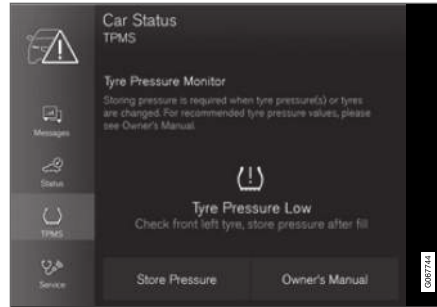 Car Status
TPMS
Tyre Pressure Monitor
Storing pressure is required when tyre pressure(s) or tyres
are changed. For recommended tyre pressure values, please
see Owner's Manual.
Messages
Status
TPMS
Service
Tyre Pressure Low
Check front left tyre, store pressure after fill
Store Pressure
Owner's Manual
G067744